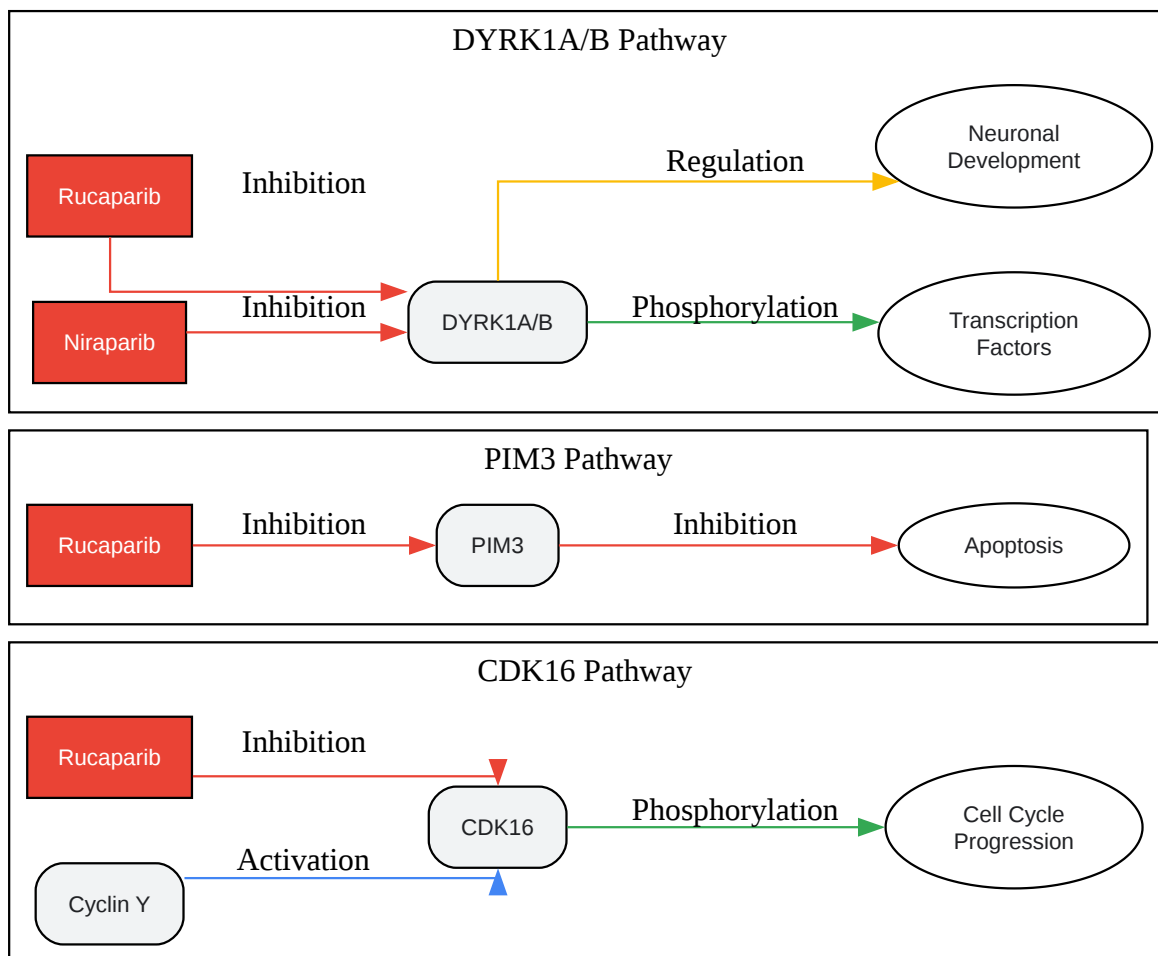 DYRK1A/B Pathway
Neuronal
Development
Regulation
Rucaparib
Inhibition
Inhibition
Phosphorylation
Niraparib
DYRK1A/B
Transcription
Factors
PIM3 Pathway
Rucaparib
Inhibition
PIM3
Inhibition
Apoptosis
CDK16 Pathway
Rucaparib
Inhibition
CDK16
Phosphorylation
Cell Cycle
Progression
Activation
Cyclin Y